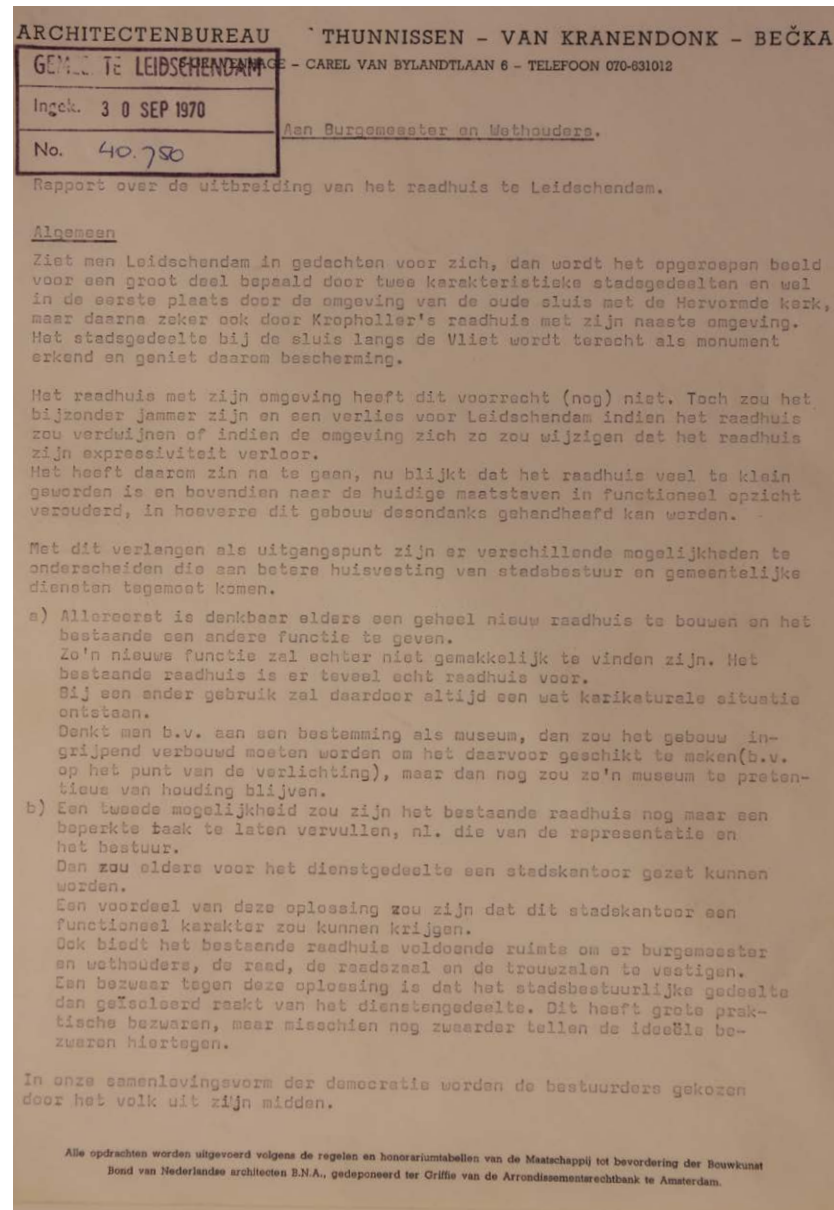 ARCHITECTENBUREAU THUNNISSEN – VAN KRANENDONK – BEČKA
– CAREL VAN BYLANDTLAAN 6 – TELEFOON 070-631012
LEIDSCHENDAM
Ingek. 30 SEP 1970
No. 40.750
Aan Burgemeester en Wethouders.
Rapport over de uitbreiding van het raadhuis te Leidschendam.
Algemeen
Ziet men Leidschendam in gedachten voor zich, dan wordt het opgeroepen beeld
voor een groot deel bepaald door twee karakteristieke stadsgedeelten en wel
in de eerste plaats door de omgeving van de oude sluis met de Hervormde kerk,
maar daarna zeker ook door Kropholler's raadhuis met zijn naaste omgeving.
Het stadsgedeelte bij de sluis langs de Vliet wordt terecht als monument
erkend en geniet daarom bescherming.
Het raadhuis met zijn omgeving heeft dit voorrecht (nog) niet. Toch zou het
bijzonder jammer zijn en een verlies voor Leidschendam indien het raadhuis
zou verdwijnen of indien de omgeving zich zo zou wijzigen dat het raadhuis
zijn expressiviteit verloor.
Het heeft daarom zin na te gaan, nu blijkt dat het raadhuis veel te klein
geworden is en bovendien naar de huidige maatstaven in functioneel opzicht
verouderd, in hoeverre dit gebouw desondanks gehandhaafd kan worden.
Met dit verlangen als uitgangspunt zijn er verschillende mogelijkheden te
onderscheiden die aan betere huisvesting van stadsbestuur en gemeentelijke
diensten tegemoet komen.
a) Allereerst is denkbaar elders een geheel nieuw raadhuis te bouwen en het
bestaande een andere functie te geven.
Zo'n nieuwe functie zal echter niet gemakkelijk te vinden zijn. Het
bestaande raadhuis is er teveel echt raadhuis voor.
Bij een ander gebruik zal daardoor altijd een wat karikaturale situatie
ontstaan.
Denkt men b.v. aan een bestemming als museum, dan zou het gebouw in-
grijpend verbouwd moeten worden om het daarvoor geschikt te maken(b.v.
op het punt van de verlichting), maar dan nog zou zo'n museum te preten-
tieus van houding blijven.
b) Een tweede mogelijkheid zou zijn het bestaande raadhuis nog maar een
beperkte taak te laten vervullen, nl. die van de representatie en
het bestuur.
Dan zou elders voor het dienstgedeelte een stadskantoor gezet kunnen
worden.
Een voordeel van deze oplossing zou zijn dat dit stadskantoor een
functioneel karakter zou kunnen krijgen.
Ook biedt het bestaande raadhuis voldoende ruimte om er burgemeester
en wethouders, de raad, de raadszaal en de trouwzalen te vestigen.
Een bezwaar tegen deze oplossing is dat het stadsbestuurlijke gedeelte
dan geïsoleerd raakt van het dienstengedeelte. Dit heeft grote prak-
tische bezwaren, maar misschien nog zwaarder tellen de ideeële be-
zwaren hiertegen.
In onze samenlevingsvorm der democratie worden de bestuurders gekozen
door het volk uit zijn midden.
Alle opdrachten worden uitgevoerd volgens de regelen en honorariumtabellen van de Maatschappij tot bevordering der Bouwkunst
Bond van Nederlandse architecten B.N.A., gedeponeerd ter Griffie van de Arrondissementsrechtbank te Amsterdam.